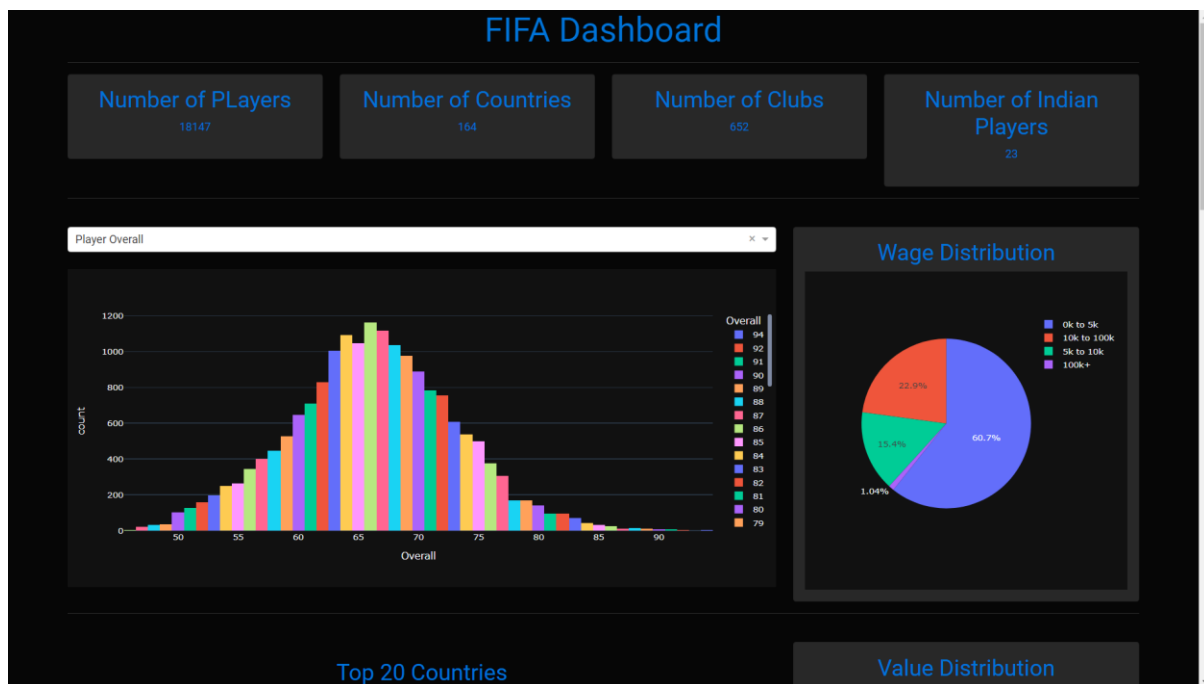 FIFA Dashboard
Number of PLayers
18147
Number of Countries
164
Number of Clubs
652
Number of Indian
Players
23
Player Overall
× 
Wage Distribution
1200
1000
800
600
400
200
0
count
50 55 60 65 70 75 80 85 90
Overall
Overall
94
92
91
90
89
88
87
86
85
84
83
82
81
80
79
0k to 5k
10k to 100k
5k to 10k
100k+
22.9%
15.4%
60.7%
1.04%
Top 20 Countries
Value Distribution